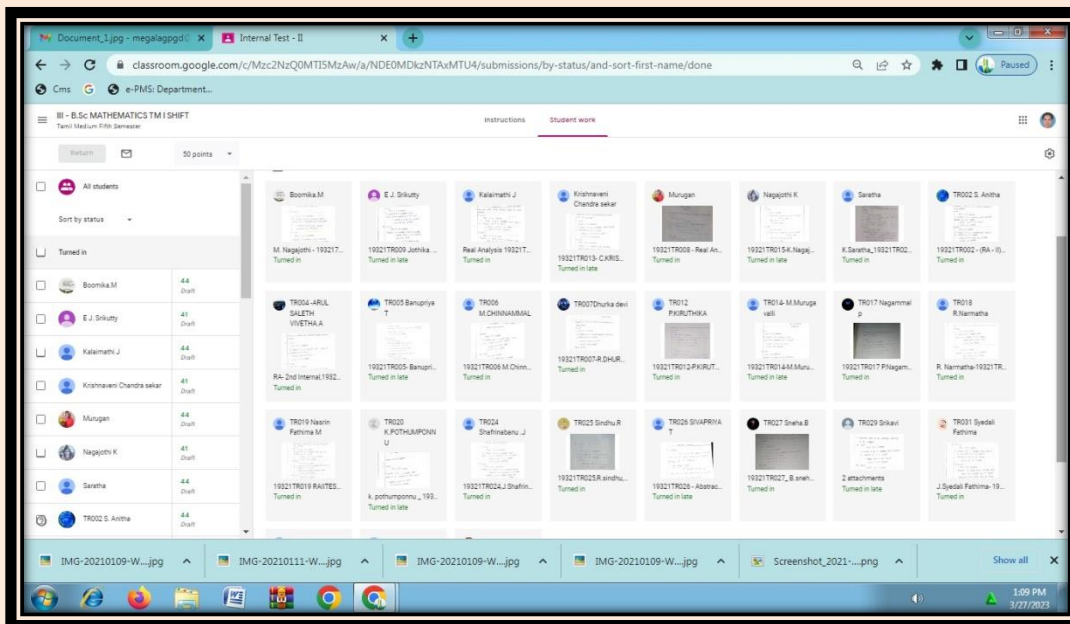 Document_1.jpg - megalagpgd
Internal Test - II
classroom.google.com/c/Mzc2NzQ0MTI5MzAw/a/NDE0MDkzNTAxMTU4/submissions/by-status/and-sort-first-name/done
Paused
Cms
e-PMS: Department...
III - B.Sc MATHEMATICS TM I SHIFT
Tamil Medium Fifth Semester
Instructions
Student work
Return
50 points
All students
Sort by status
Turned in
Boomika.M
44
Draft
E J. Srikutty
41
Draft
Kalaimathi J
44
Draft
Krishnaveni Chandra sekar
41
Draft
Murugan
44
Draft
Nagajothi K
41
Draft
Saratha
44
Draft
TR002 S. Anitha
44
Draft
Boomika.M
M. Nagajothi - 193217...
Turned in
E J. Srikutty
19321TR009 Jothika. ...
Turned in late
Kalaimathi J
Real Analysis 19321T...
Turned in
Krishnaveni
Chandra sekar
19321TR013- C.KRIS...
Turned in late
Murugan
19321TR008 - Real An...
Turned in
Nagajothi K
19321TR015-K.Nagaj...
Turned in late
Saratha
K.Saratha_19321TR02...
Turned in
TR002 S. Anitha
19321TR002 - (RA - II)...
Turned in
TR004 -ARUL
SALETH
VIVETHA.A
RA- 2nd Internal,1932...
Turned in
TR005 Banupriya
T
19321TR005- Banupri...
Turned in late
TR006
M.CHINNAMMAL
19321TR006 M.Chinn...
Turned in late
TR007Dhurka devi
19321TR007-R.DHUR...
Turned in
TR012
P.KIRUTHIKA
19321TR012-P.KIRUT...
Turned in
TR014- M.Muruga
valli
19321TR014-M.Muru...
Turned in late
TR017 Nagammal
p
19321TR017 P.Nagam...
Turned in
TR018
R.Narmatha
R. Narmatha-19321TR...
Turned in
TR019 Nasrin
Fathima M
19321TR019 RAIITES...
Turned in
TR020
K.POTHUMPONN
U
k. pothumponnu _ 193...
Turned in late
TR024
Shafrinabanu .J
19321TR024.J Shafrin...
Turned in
TR025 Sindhu.R
19321TR025.R.sindhu...
Turned in
TR026 SIVAPRIYA
T
19321TR026 - Abstrac...
Turned in late
TR027 Sneha.B
19321TR027_ B.sneh...
Turned in
TR029 Srikavi
2 attachments
Turned in late
TR031 Syedali
Fathima
J.Syedali Fathima- 19...
Turned in
IMG-20210109-W....jpg
IMG-20210111-W....jpg
IMG-20210109-W....jpg
IMG-20210109-W....jpg
Screenshot_2021-....png
Show all
1:09 PM
3/27/2023